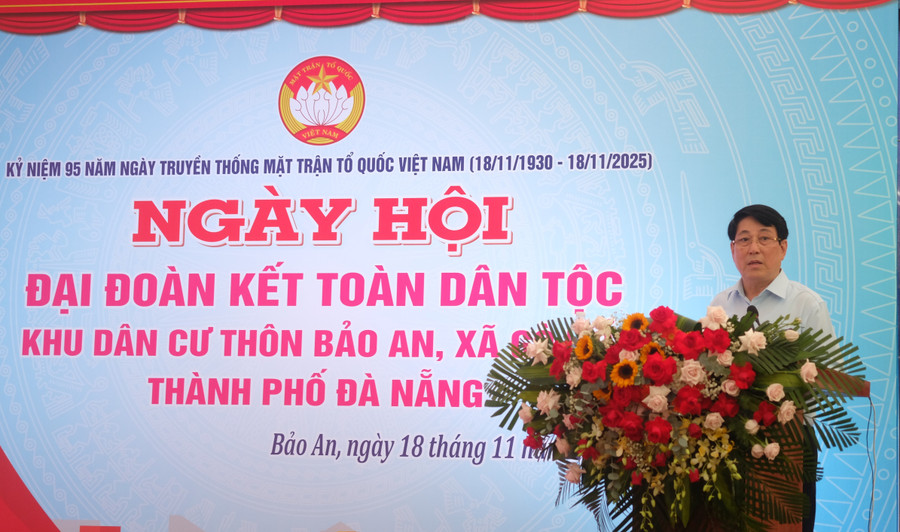 MẶT TRẬN TỔ QUỐC
VIỆT NAM
KỶ NIỆM 95 NĂM NGÀY TRUYỀN THỐNG MẶT TRẬN TỔ QUỐC VIỆT NAM (18/11/1930 - 18/11/2025)
NGÀY HỘI
ĐẠI ĐOÀN KẾT TOÀN DÂN TỘC
KHU DÂN CƯ THÔN BẢO AN, XÃ
THÀNH PHỐ ĐÀ NẴNG
Bảo An, ngày 18 tháng 11